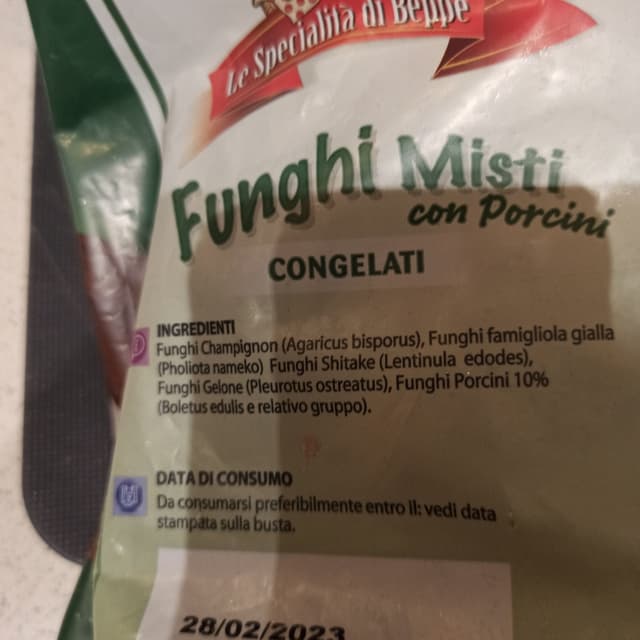 Le Specialità di Beppe
Funghi Misti
con Porcini
CONGELATI
INGREDIENTI
Funghi Champignon (Agaricus bisporus), Funghi famigliola gialla
(Pholiota nameko) Funghi Shitake (Lentinula edodes),
Funghi Gelone (Pleurotus ostreatus), Funghi Porcini 10%
(Boletus edulis e relativo gruppo).
DATA DI CONSUMO
Da consumarsi preferibilmente entro il: vedi data
stampata sulla busta.
28/02/2023